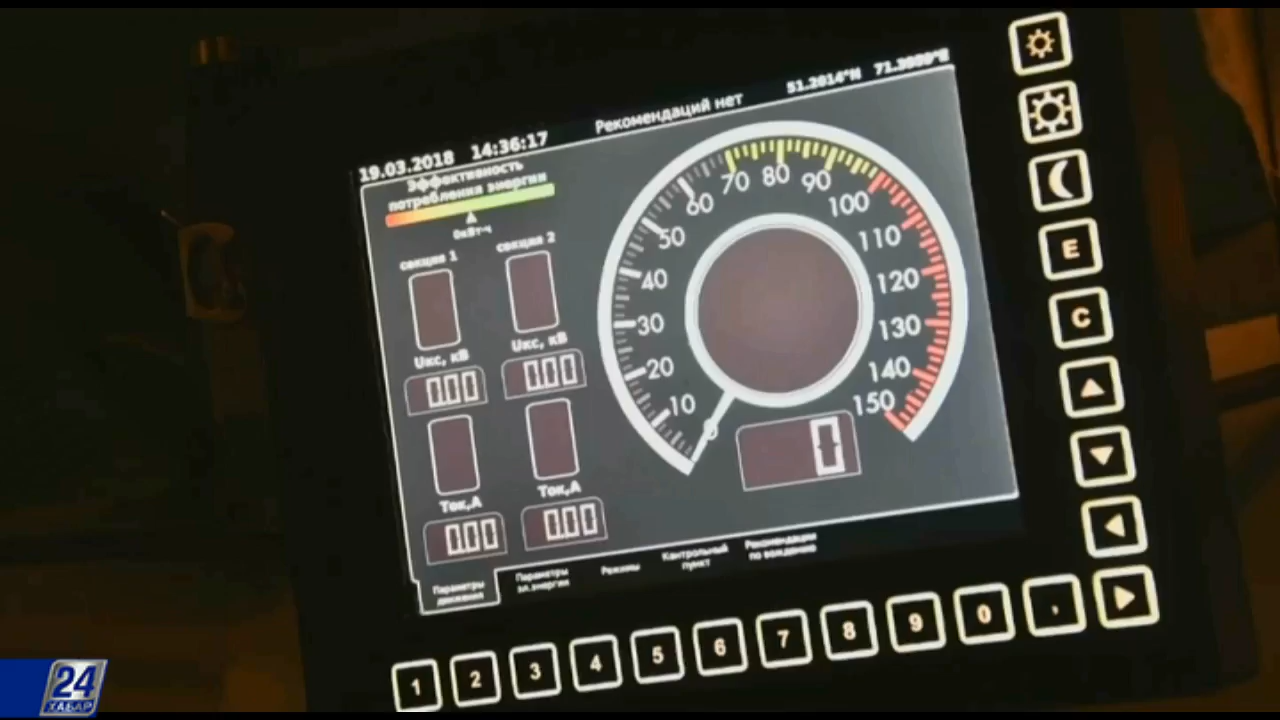 19.03.2018 14:36:17
Рекомендаций нет
51.2014°N
Эффективность
потребления энергии
0кВт·ч
секция 1
секция 2
Uкс, кВ
Uкс, кВ
0.00
0.00
Ток,А
Ток,А
0.00
0.00
0
10
20
30
40
50
60
70
80
90
100
110
120
130
140
150
0
Параметры
движения
Параметры
эл.энергии
Режимы
Контрольный
пункт
Рекомендации
по вождению
E
C
1 2 3 4 5 6 7 8 9 0 ,
24
ХАБАР